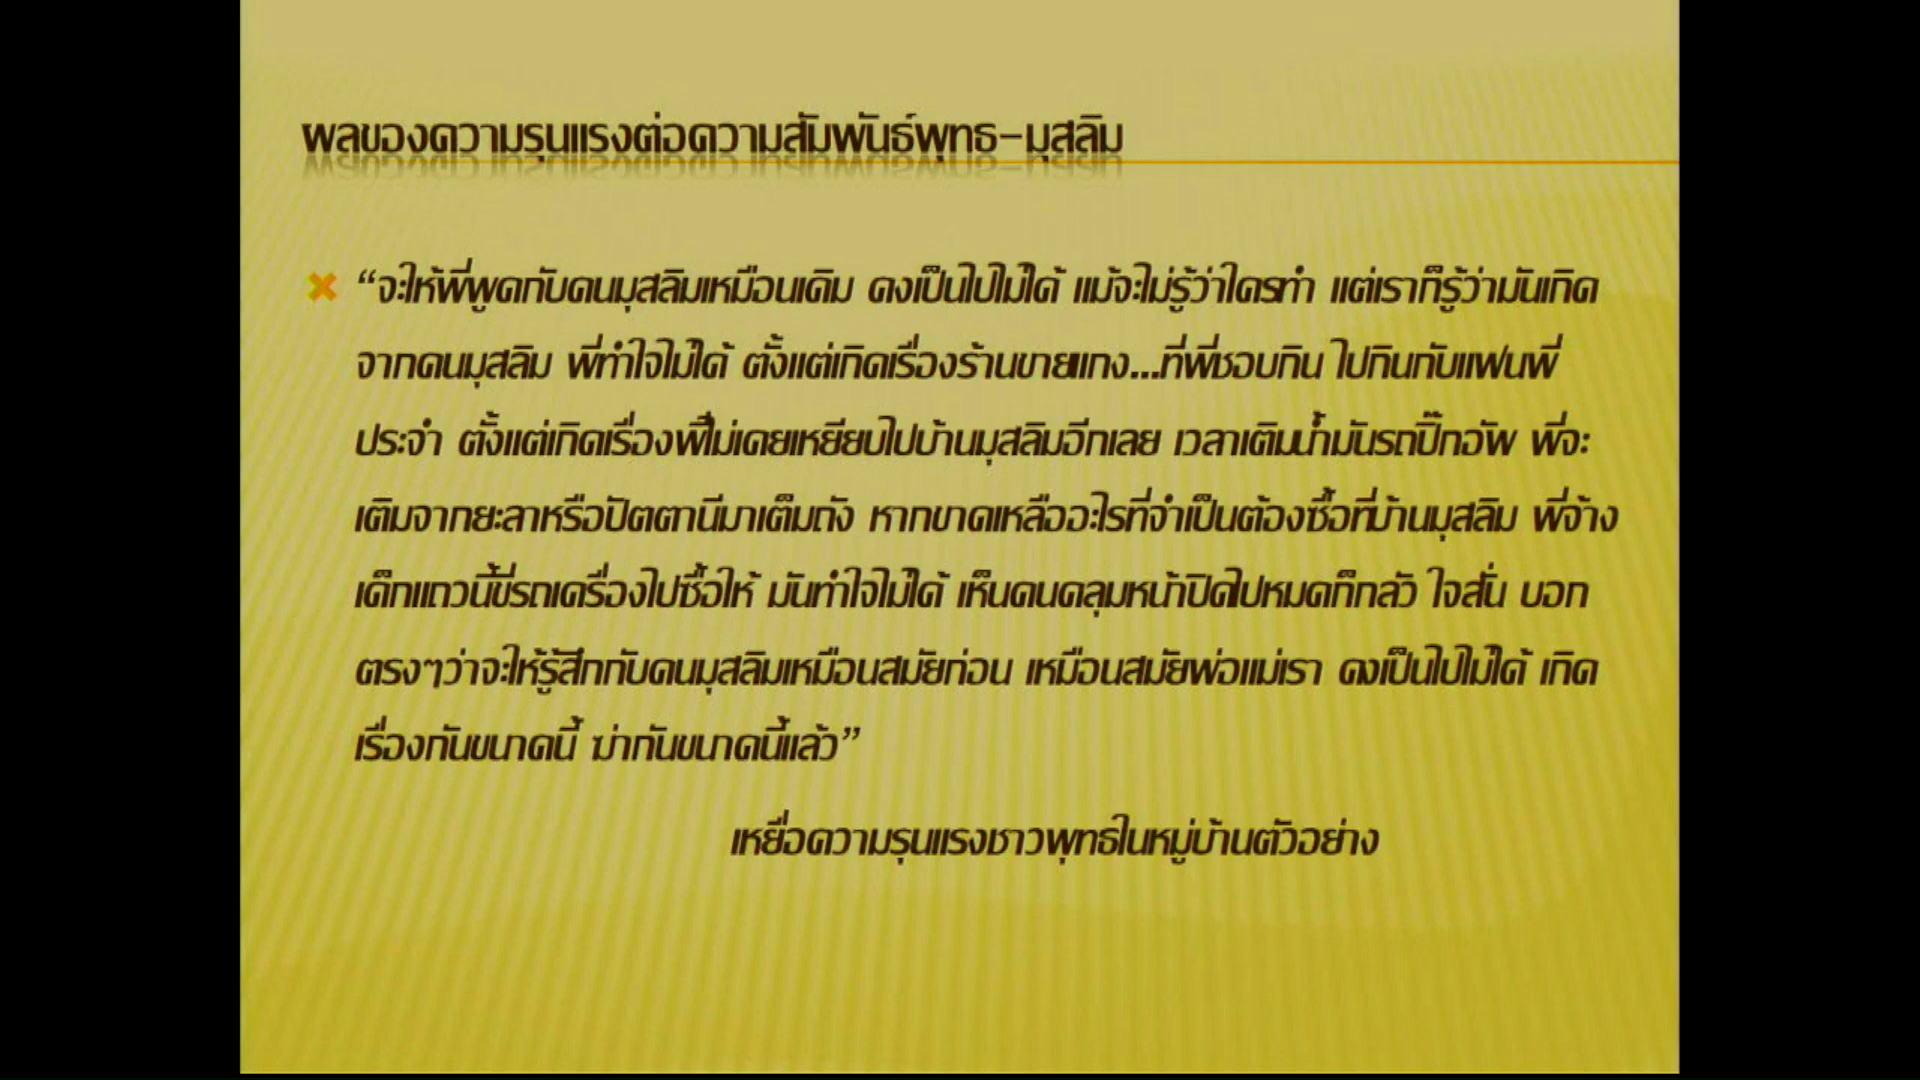 ผลของความรุนแรงต่อความสัมพันธ์พุทธ-มุสลิม
“จะให้พี่พูดกับคนมุสลิมเหมือนเดิม คงเป็นไปไม่ได้ แม้จะไม่รู้ว่าใครทำ แต่เราก็รู้ว่ามันเกิด
จากคนมุสลิม พี่ทำใจไม่ได้ ตั้งแต่เกิดเรื่องร้านขายแกง...ที่พี่ชอบกิน ไปกินกับแฟนพี่
ประจำ ตั้งแต่เกิดเรื่องพี่ไม่เคยเหยียบไปบ้านมุสลิมอีกเลย เวลาเติมน้ำมันรถปิ๊กอัพ พี่จะ
เติมจากยะลาหรือปัตตานีมาเต็มถัง หากขาดเหลืออะไรที่จำเป็นต้องซื้อที่บ้านมุสลิม พี่จ้าง
เด็กแถวนี้ขี่รถเครื่องไปซื้อให้ มันทำใจไม่ได้ เห็นคนคลุมหน้าปิดไปหมดก็กลัว ใจสั่น บอก
ตรงๆว่าจะให้รู้สึกกับคนมุสลิมเหมือนสมัยก่อน เหมือนสมัยพ่อแม่เรา คงเป็นไปไม่ได้ เกิด
เรื่องกันขนาดนี้ ฆ่ากันขนาดนี้แล้ว”
เหยื่อความรุนแรงชาวพุทธในหมู่บ้านตัวอย่าง